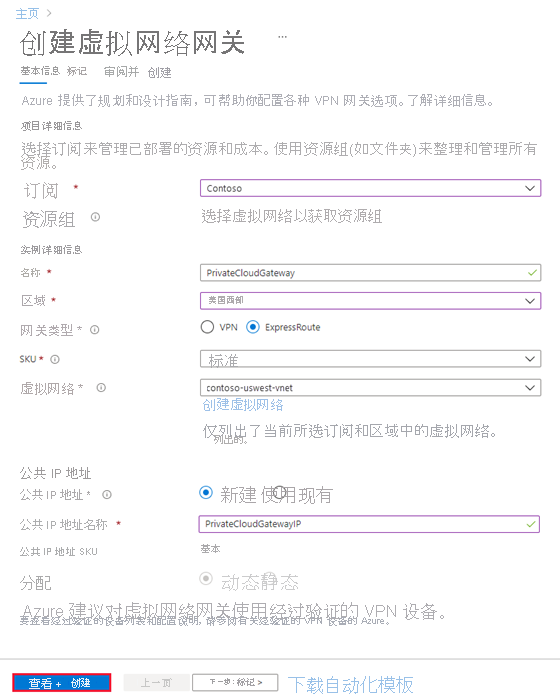 主页 >
创建虚拟网络网关 ...
基本信息 标记 审阅并 创建
Azure 提供了规划和设计指南，可帮助你配置各种 VPN 网关选项。了解详细信息。
项目详细信息
选择订阅来管理已部署的资源和成本。使用资源组(如文件夹)来整理和管理所有
资源。
订阅 * Contoso
资源组 选择虚拟网络以获取资源组
实例详细信息
名称 * PrivateCloudGateway
区域 * 美国西部
网关类型 * VPN ExpressRoute
SKU * 标准
虚拟网络 * contoso-uswest-vnet
创建虚拟网络
仅列出了当前所选订阅和区域中的虚拟网络。
列出的。
公共 IP 地址
公共 IP 地址 * 新建 使用现有
公共 IP 地址名称 * PrivateCloudGatewayIP
公共 IP 地址 SKU 基本
分配 动态静态
Azure 建议对虚拟网络网关使用经过验证的 VPN 设备。
要查看经过验证的设备列表和配置说明，请参阅有关经验证的 VPN 设备的 Azure。
查看 + 创建 上一页 下一步：标记 > 下载自动化模板